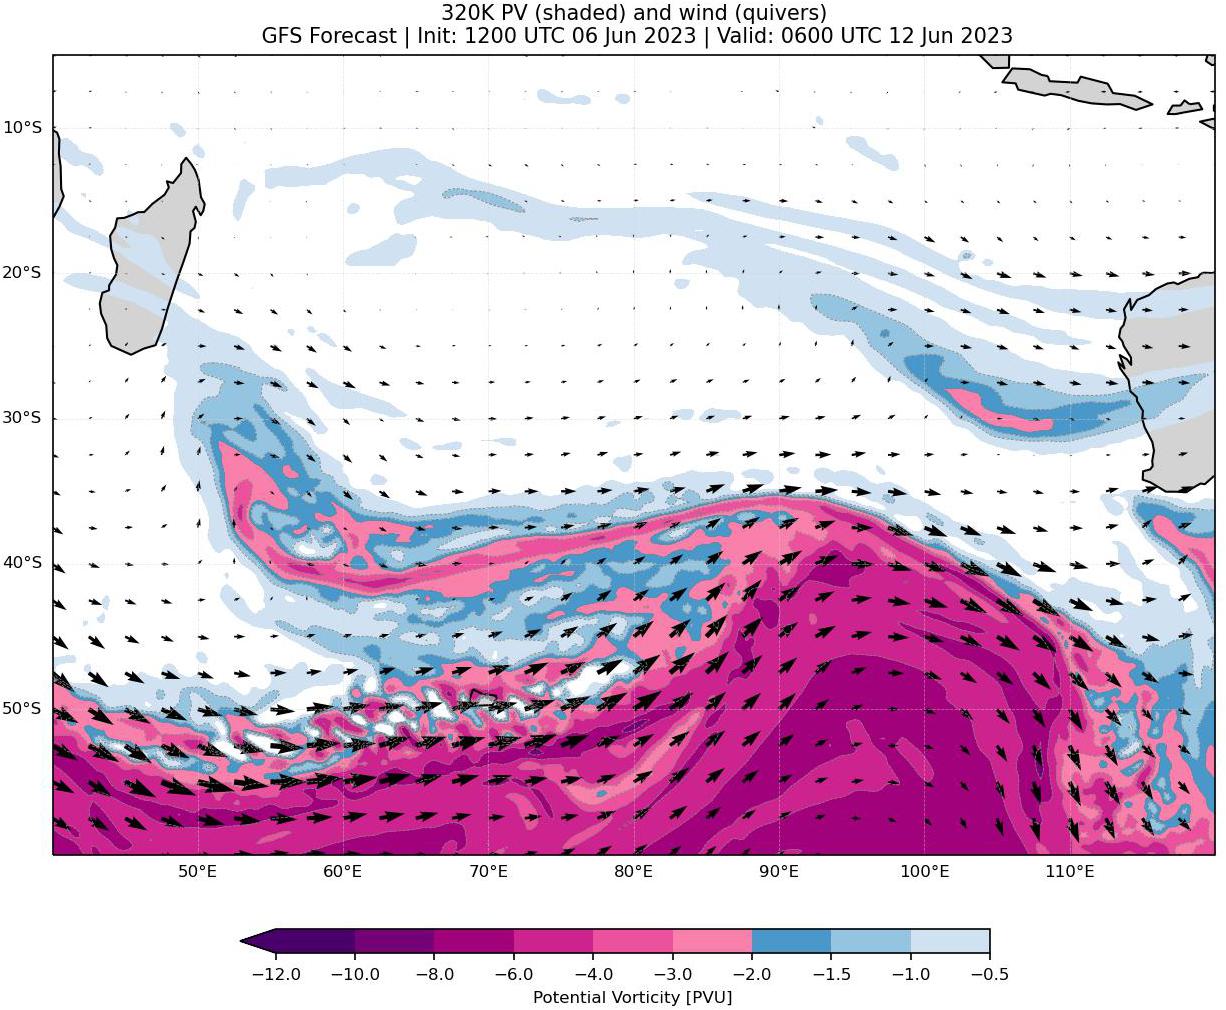 320K PV (shaded) and wind (quivers)
GFS Forecast | Init: 1200 UTC 06 Jun 2023 | Valid: 0600 UTC 12 Jun 2023
10°S
20°S
30°S
40°S
50°S
50°E 60°E 70°E 80°E 90°E 100°E 110°E
−12.0 −10.0 −8.0 −6.0 −4.0 −3.0 −2.0 −1.5 −1.0 −0.5
Potential Vorticity [PVU]